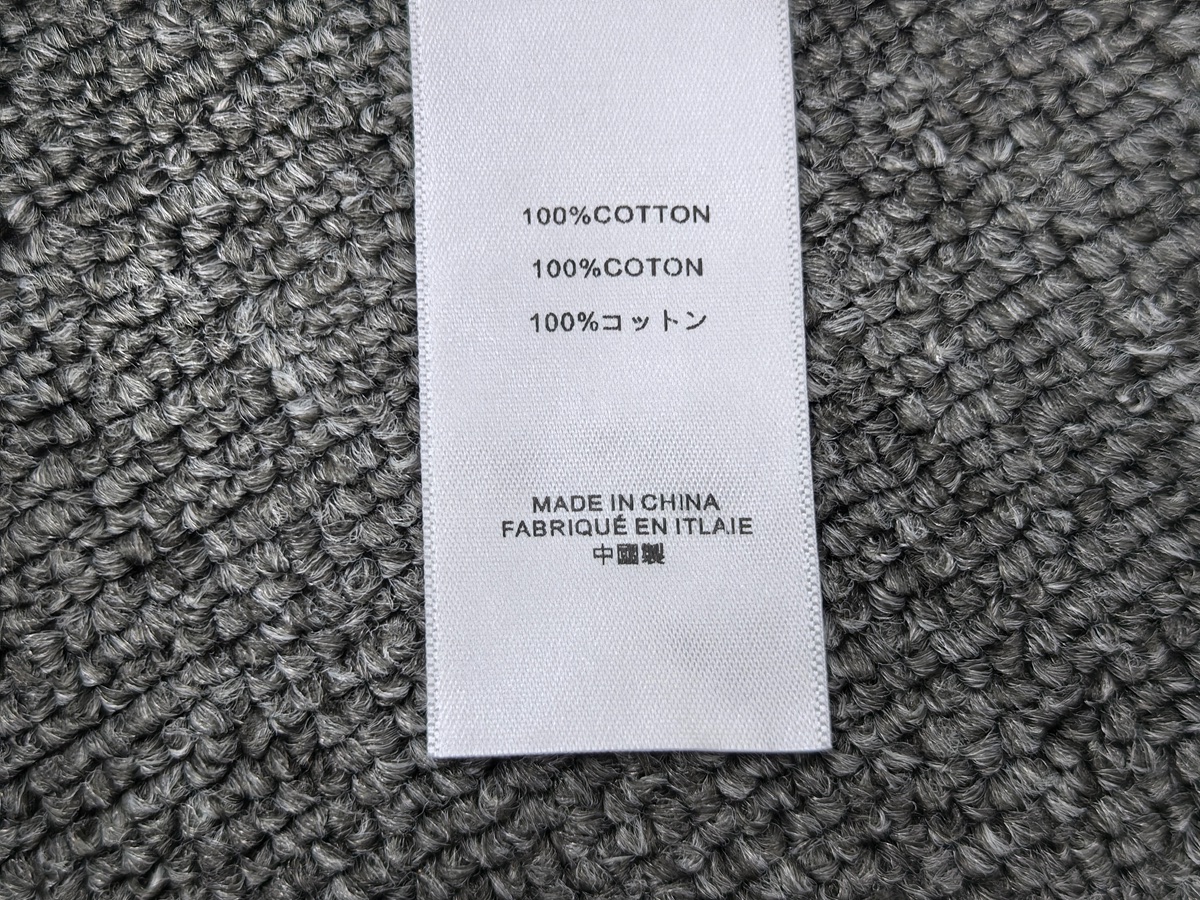 100%COTTON
100%COTON
100%コットン
MADE IN CHINA
FABRIQUÉ EN ITLAIE
中國製